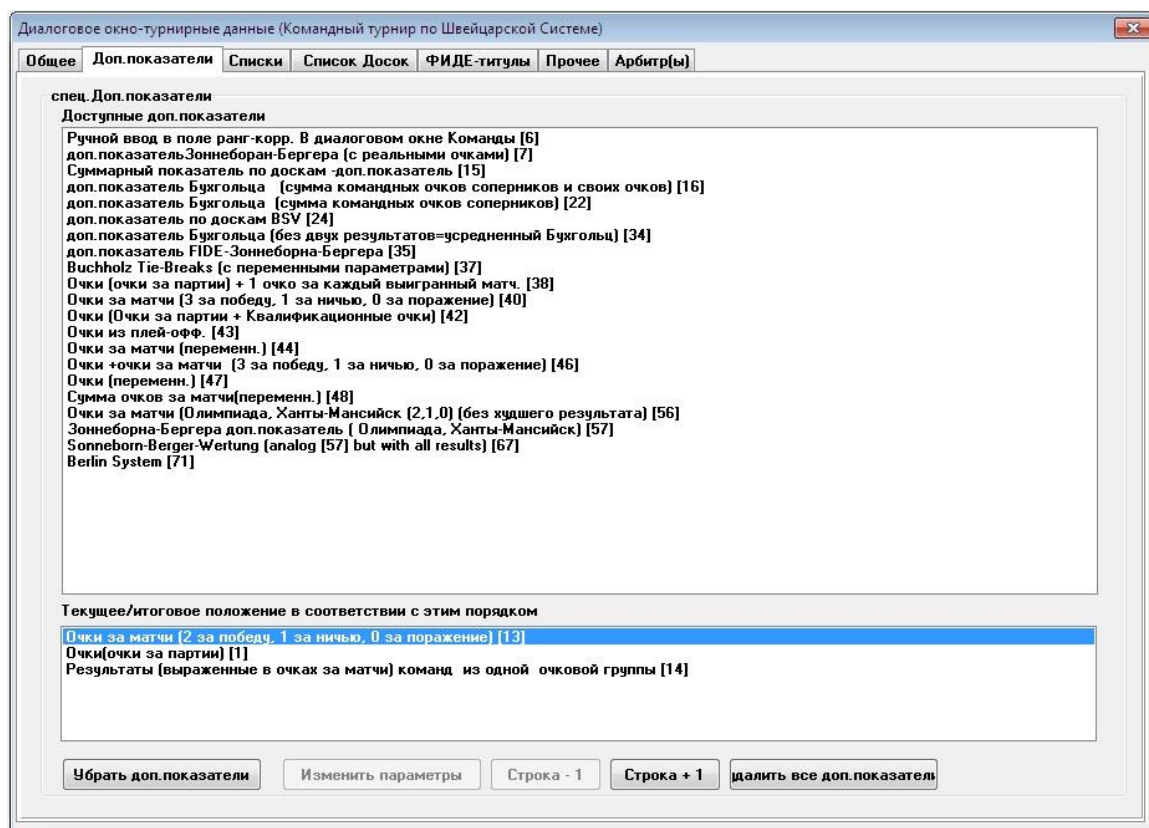 Диалоговое окно-турнирные данные (Командный турнир по Швейцарской Системе)
Общее Доп.показатели Списки Список Досок ФИДЕ-титулы Прочее Арбитр(ы)
спец.Доп.показатели
Доступные доп.показатели
Ручной ввод в поле ранг-корр. В диалоговом окне Команды [6]
доп.показательЗоннеборан-Бергера (с реальными очками) [7]
Суммарный показатель по доскам -доп.показатель [15]
доп.показатель Бухгольца (сумма командных очков соперников и своих очков) [16]
доп.показатель Бухгольца (сумма командных очков соперников) [22]
доп.показатель по доскам BSV [24]
доп.показатель Бухгольца (без двух результатов=усредненный Бухгольц) [34]
доп.показатель FIDE-Зоннеборна-Бергера [35]
Buchholz Tie-Breaks (с переменными параметрами) [37]
Очки (очки за партии) + 1 очко за каждый выигранный матч. [38]
Очки за матчи (3 за победу, 1 за ничью, 0 за поражение) [40]
Очки (Очки за партии + Квалификационные очки) [42]
Очки из плей-офф. [43]
Очки за матчи (переменн.) [44]
Очки +очки за матчи (3 за победу, 1 за ничью, 0 за поражение) [46]
Очки (переменн.) [47]
Сумма очков за матчи(переменн.) [48]
Очки за матчи (Олимпиада, Ханты-Мансийск (2,1,0) (без худшего результата) [56]
Зоннеборна-Бергера доп.показатель ( Олимпиада, Ханты-Мансийск) [57]
Sonneborn-Berger-Wertung (analog [57] but with all results) [67]
Berlin System [71]
Текущее/итоговое положение в соответствии с этим порядком
Очки за матчи (2 за победу, 1 за ничью, 0 за поражение) [13]
Очки(очки за партии) [1]
Результаты (выраженные в очках за матчи) команд из одной очковой группы [14]
Убрать доп.показатели Изменить параметры Строка - 1 Строка + 1 далить все доп.показатели